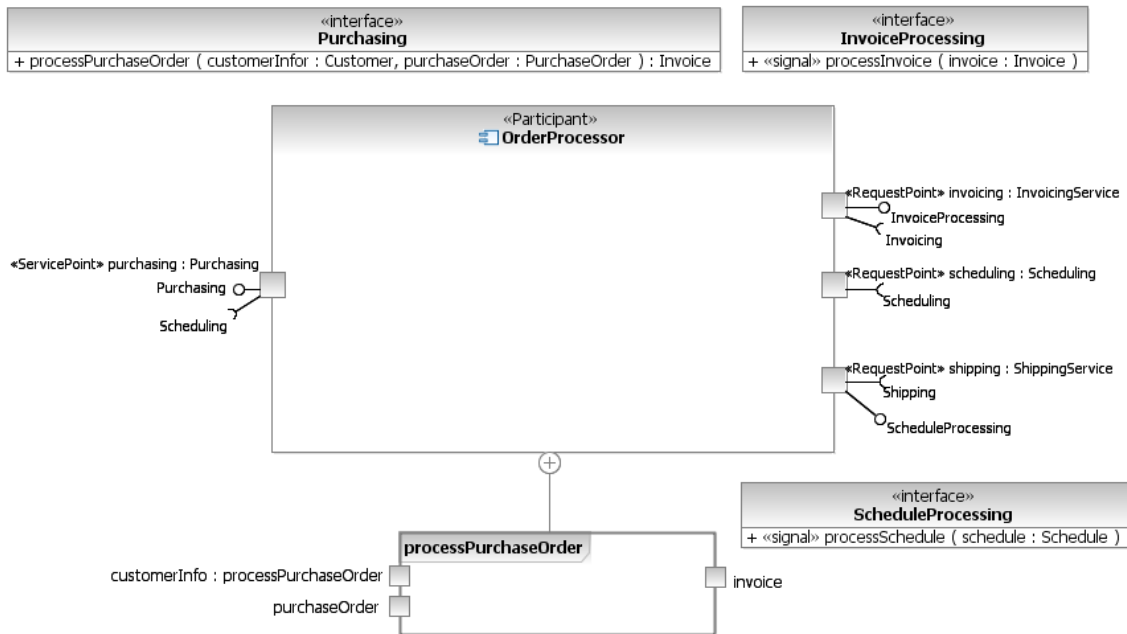 «interface»
Purchasing
+ processPurchaseOrder ( customerInfor : Customer, purchaseOrder : PurchaseOrder ) : Invoice
«interface»
InvoiceProcessing
+ «signal» processInvoice ( invoice : Invoice )
«Participant»
OrderProcessor
«ServicePoint» purchasing : Purchasing
Purchasing
Scheduling
«RequestPoint» invoicing : InvoicingService
InvoiceProcessing
Invoicing
«RequestPoint» scheduling : Scheduling
Scheduling
«RequestPoint» shipping : ShippingService
Shipping
ScheduleProcessing
«interface»
ScheduleProcessing
+ «signal» processSchedule ( schedule : Schedule )
processPurchaseOrder
customerInfo : processPurchaseOrder
purchaseOrder
invoice